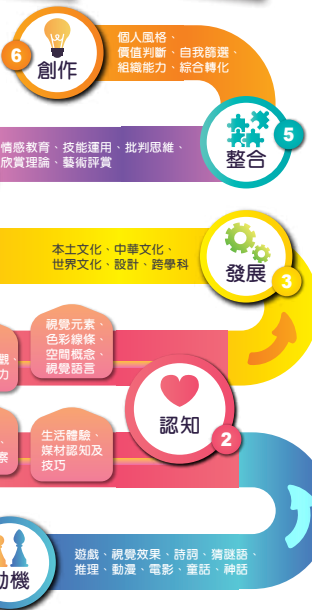 6
創作
個人風格、
價值判斷、自我篩選、
組織能力、綜合轉化
5
整合
情感教育、技能運用、批判思維、
欣賞理論、藝術評賞
本土文化、中華文化、
世界文化、設計、跨學科
發展
3
視覺元素、
色彩線條、
空間概念、
視覺語言
認知
2
生活體驗、
媒材認知及
技巧
遊戲、視覺效果、詩詞、猜謎語、
推理、動漫、電影、童話、神話
機